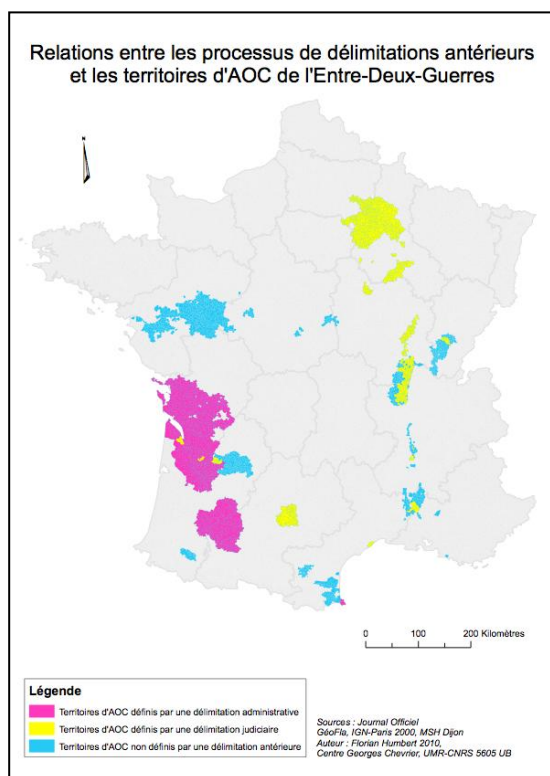 Relations entre les processus de délimitations antérieurs
et les territoires d'AOC de l'Entre-Deux-Guerres
0 100 200 Kilomètres
Légende
Territoires d'AOC définis par une délimitation administrative
Territoires d'AOC définis par une délimitation judiciaire
Territoires d'AOC non définis par une délimitation antérieure
Sources : Journal Officiel
GéoFla, IGN-Paris 2000, MSH Dijon
Auteur : Florian Humbert 2010,
Centre Georges Chevrier, UMR-CNRS 5605 UB